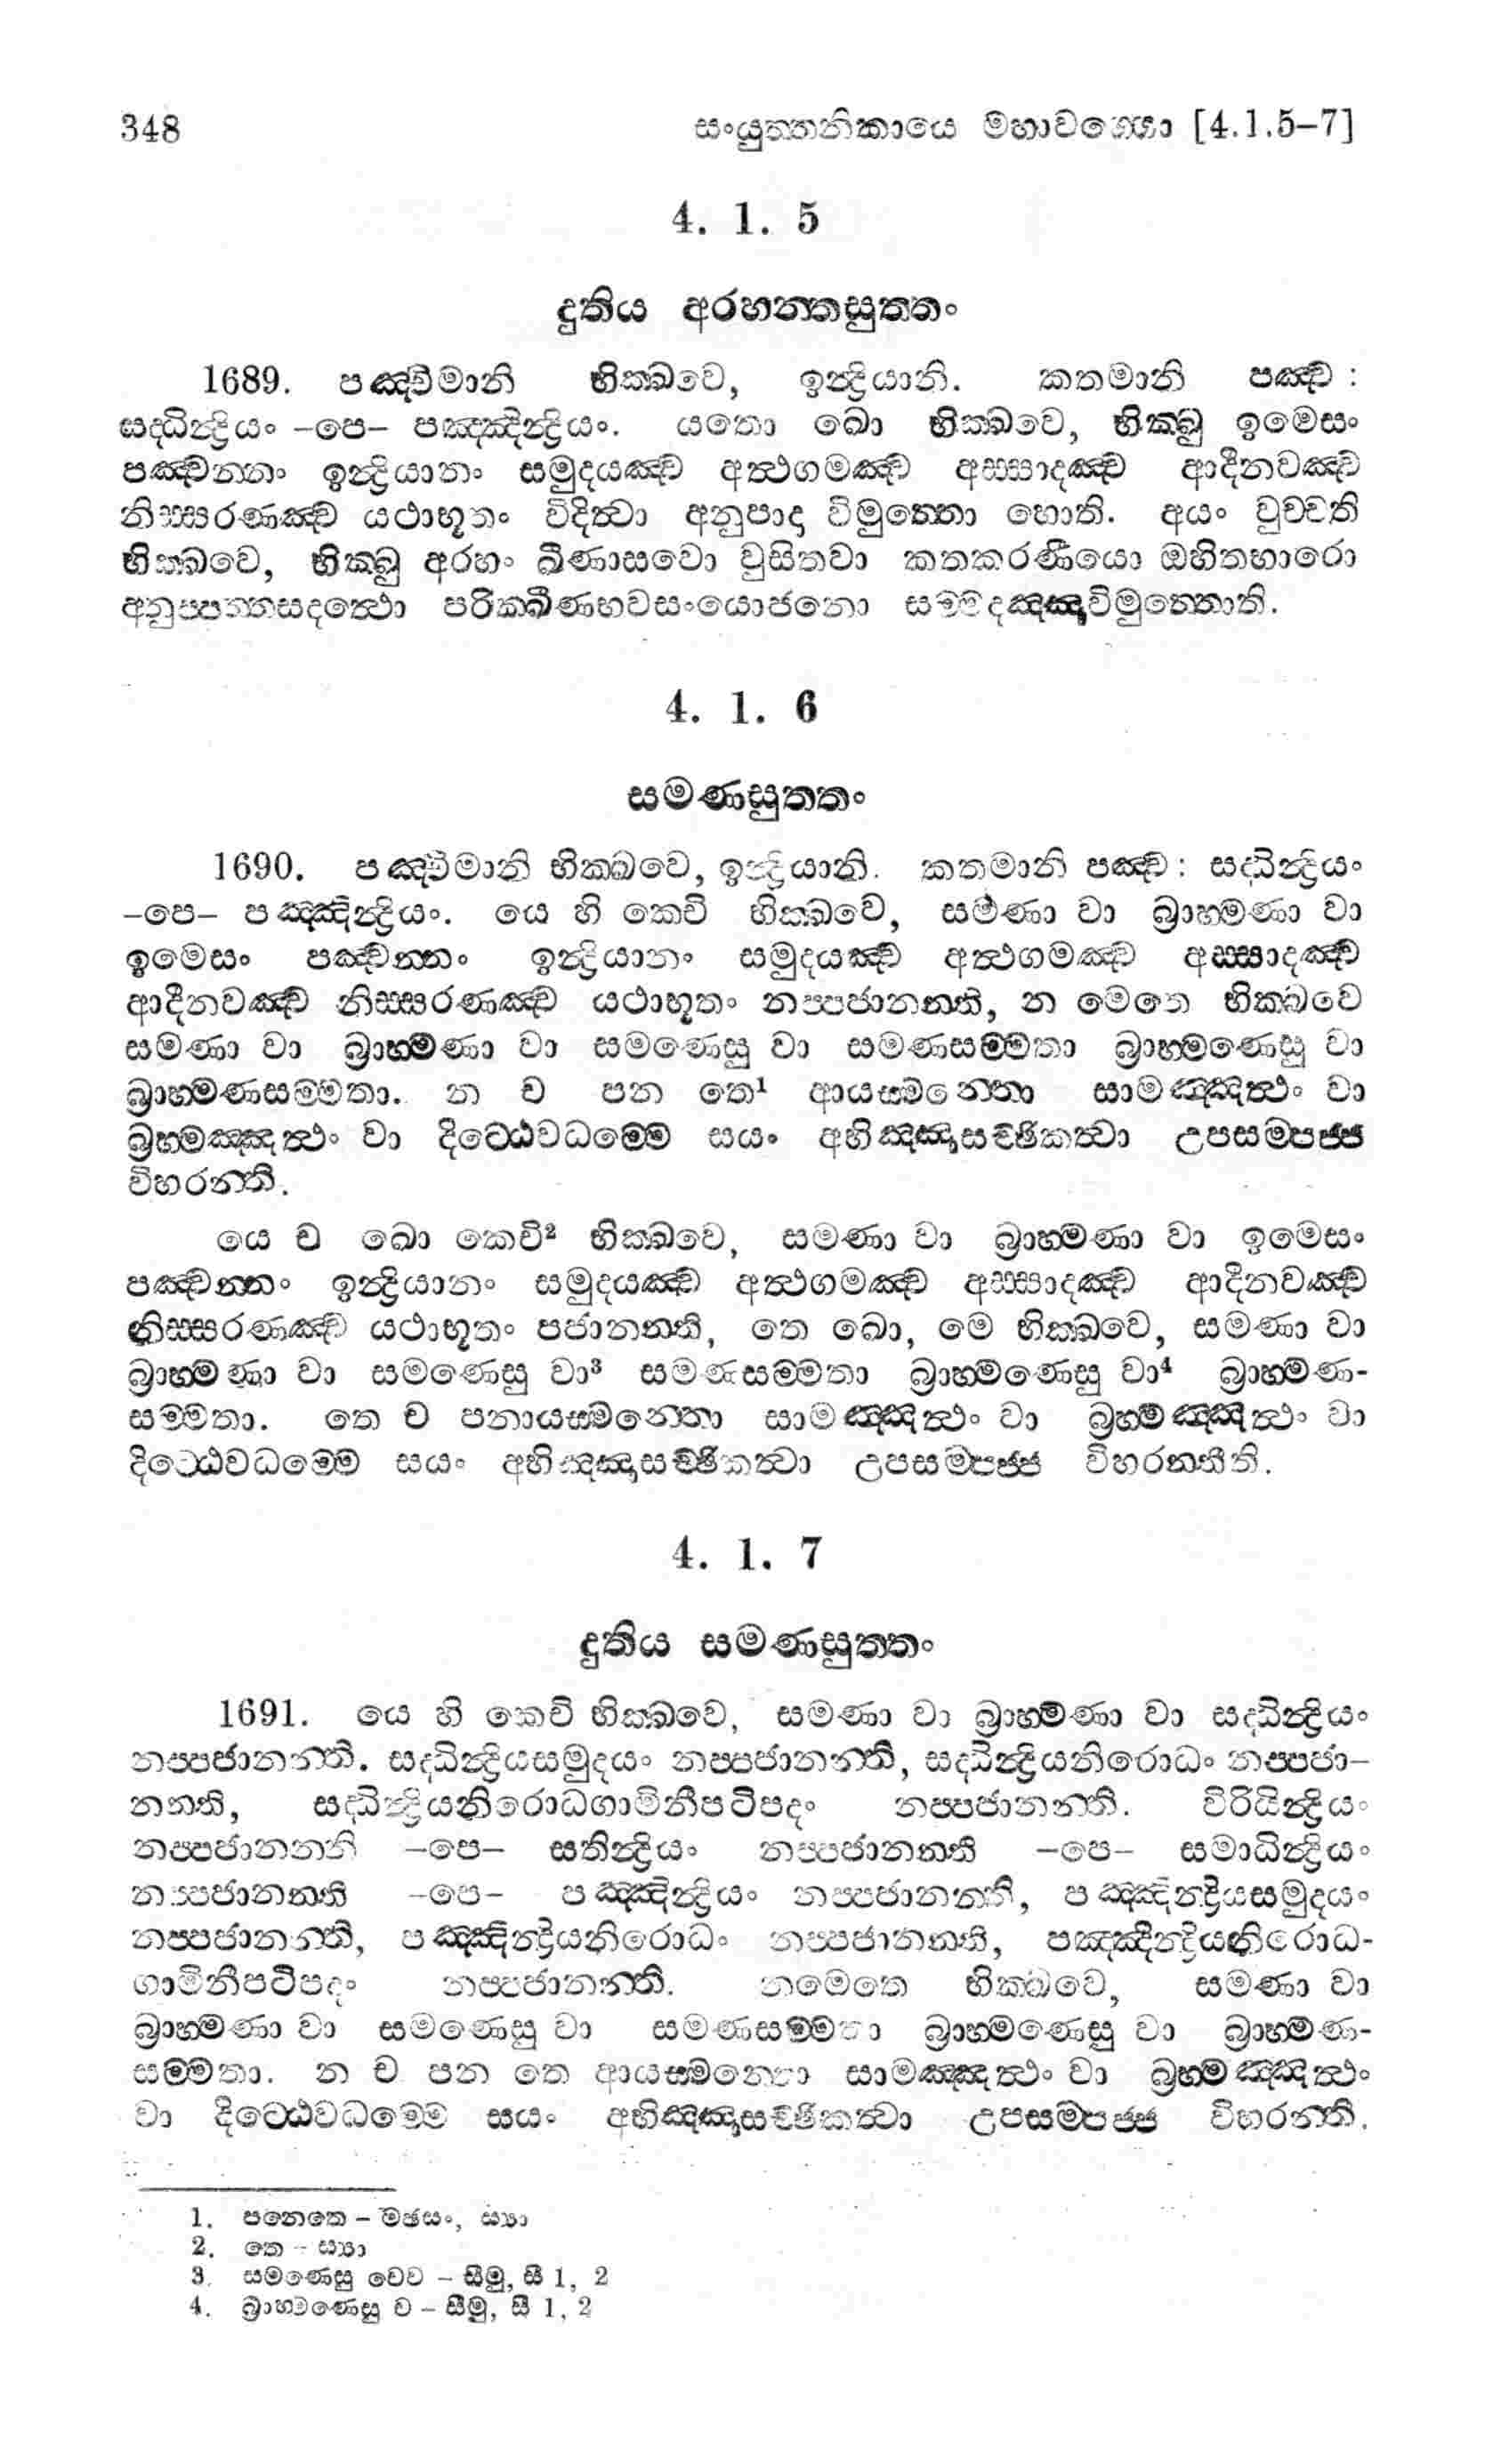 348 සංයුත්තනිකායෙ මහාවග්ගො [4.1.5–7]
4. 1. 5
දුතිය අරහන්තසුත්තං
1689. පඤ්චිමානි භික්ඛවෙ, ඉන්ද්‍රියානි. කතමානි පඤ්ච :
සද්ධින්ද්‍රියං –පෙ– පඤ්ඤින්ද්‍රියං. යතො ඛො භික්ඛවෙ, භික්ඛු ඉමෙසං
පඤ්චන්නං ඉන්ද්‍රියානං සමුදයඤ්ච අත්ථගමඤ්ච අස්සාදඤ්ච ආදීනවඤ්ච
නිස්සරණඤ්ච යථාභූතං විදිත්වා අනුපාදා විමුත්තො හොති. අයං වුච්චති
භික්ඛවෙ, භික්ඛු අරහං ඛීණාසවො වුසිතවා කතකරණීයො ඔහිතභාරො
අනුප්පත්තසදත්ථො පරික්ඛීණභවසංයොජනො සම්මදඤ්ඤාවිමුත්තොති.
4. 1. 6
සමණසුත්තං
1690. පඤ්චිමානි භික්ඛවෙ, ඉන්ද්‍රියානි. කතමානි පඤ්ච : සද්ධින්ද්‍රියං
–පෙ– පඤ්ඤින්ද්‍රියං. යෙ හි කෙචි භික්ඛවෙ, සමණා වා බ්‍රාහ්මණා වා
ඉමෙසං පඤ්චන්නං ඉන්ද්‍රියානං සමුදයඤ්ච අත්ථගමඤ්ච අස්සාදඤ්ච
ආදීනවඤ්ච නිස්සරණඤ්ච යථාභූතං නප්පජානන්ති, න මෙතෙ භික්ඛවෙ
සමණා වා බ්‍රාහ්මණා වා සමණෙසු වා සමණසම්මතා බ්‍රාහ්මණෙසු වා
බ්‍රාහ්මණසම්මතා. න ච පන තෙ¹ ආයස්මන්තො සාමඤ්ඤත්ථං වා
බ්‍රහ්මඤ්ඤත්ථං වා දිට්ඨෙවධම්මෙ සයං අභිඤ්ඤාසච්ඡිකත්වා උපසම්පජ්ජ
විහරන්ති.
යෙ ච ඛො කෙචි² භික්ඛවෙ, සමණා වා බ්‍රාහ්මණා වා ඉමෙසං
පඤ්චන්නං ඉන්ද්‍රියානං සමුදයඤ්ච අත්ථගමඤ්ච අස්සාදඤ්ච ආදීනවඤ්ච
නිස්සරණඤ්ච යථාභූතං පජානන්ති, තෙ ඛො, මෙ භික්ඛවෙ, සමණා වා
බ්‍රාහ්මණා වා සමණෙසු වා³ සමණසම්මතා බ්‍රාහ්මණෙසු වා⁴ බ්‍රාහ්මණ-
සම්මතා. තෙ ච පනායස්මන්තො සාමඤ්ඤත්ථං වා බ්‍රහ්මඤ්ඤත්ථං වා
දිට්ඨෙවධම්මෙ සයං අභිඤ්ඤාසච්ඡිකත්වා උපසම්පජ්ජ විහරන්තීති.
4. 1. 7
දුතිය සමණසුත්තං
1691. යෙ හි කෙචි භික්ඛවෙ, සමණා වා බ්‍රාහ්මණා වා සද්ධින්ද්‍රියං
නප්පජානන්ති. සද්ධින්ද්‍රියසමුදයං නප්පජානන්ති, සද්ධින්ද්‍රියනිරොධං නප්පජා–
නන්ති, සද්ධින්ද්‍රියනිරොධගාමිනීපටිපදං නප්පජානන්ති. විරියින්ද්‍රියං
නප්පජානන්ති –පෙ– සතින්ද්‍රියං නප්පජානන්ති –පෙ– සමාධින්ද්‍රියං
නප්පජානන්ති –පෙ– පඤ්ඤින්ද්‍රියං නප්පජානන්ති, පඤ්ඤින්ද්‍රියසමුදයං
නප්පජානන්ති, පඤ්ඤින්ද්‍රියනිරොධං නප්පජානන්ති, පඤ්ඤින්ද්‍රියනිරොධ-
ගාමිනීපටිපදං නප්පජානන්ති. නමෙතෙ භික්ඛවෙ, සමණා වා
බ්‍රාහ්මණා වා සමණෙසු වා සමණසම්මතා බ්‍රාහ්මණෙසු වා බ්‍රාහ්මණ-
සම්මතා. න ච පන තෙ ආයස්මන්තො සාමඤ්ඤත්ථං වා බ්‍රහ්මඤ්ඤත්ථං
වා දිට්ඨෙවධම්මෙ සයං අභිඤ්ඤාසච්ඡිකත්වා උපසම්පජ්ජ විහරන්ති.
1. පනෙතෙ – මඡසං, ස්‍යා
2. තෙ – ස්‍යා
3. සමණෙසු චෙව – සීමු, සී 1, 2
4. බ්‍රාහ්මණෙසු ච – සීමු, සී 1, 2